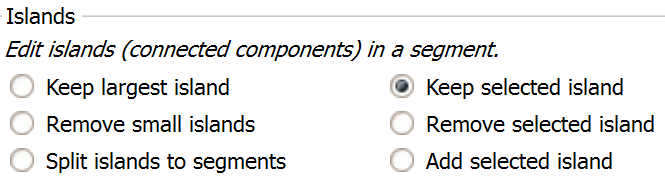 Islands
Edit islands (connected components) in a segment.
Keep largest island
Keep selected island
Remove small islands
Remove selected island
Split islands to segments
Add selected island